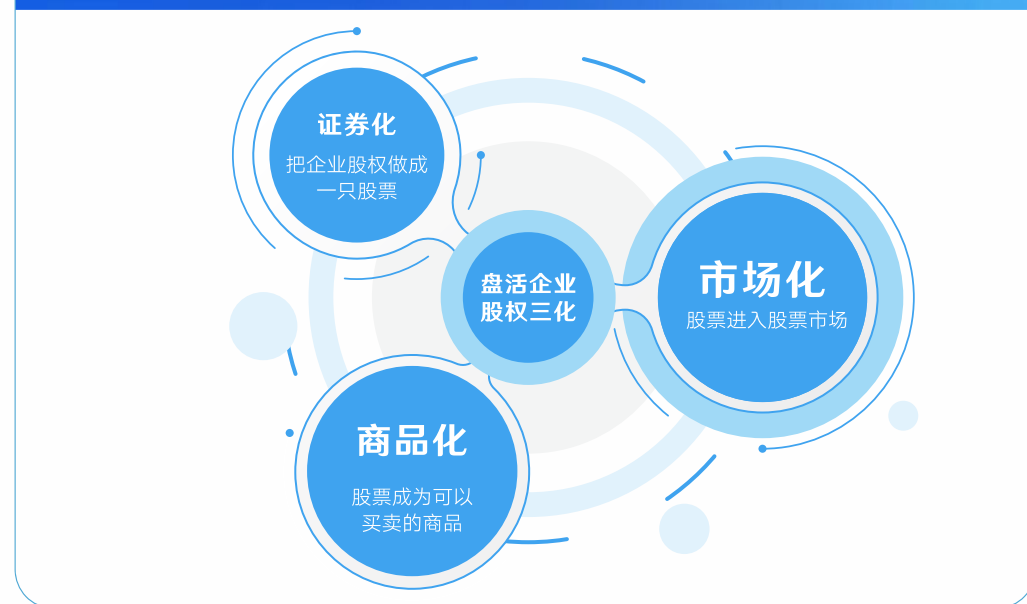 证券化
把企业股权做成
一只股票
盘活企业
股权三化
市场化
股票进入股票市场
商品化
股票成为可以
买卖的商品